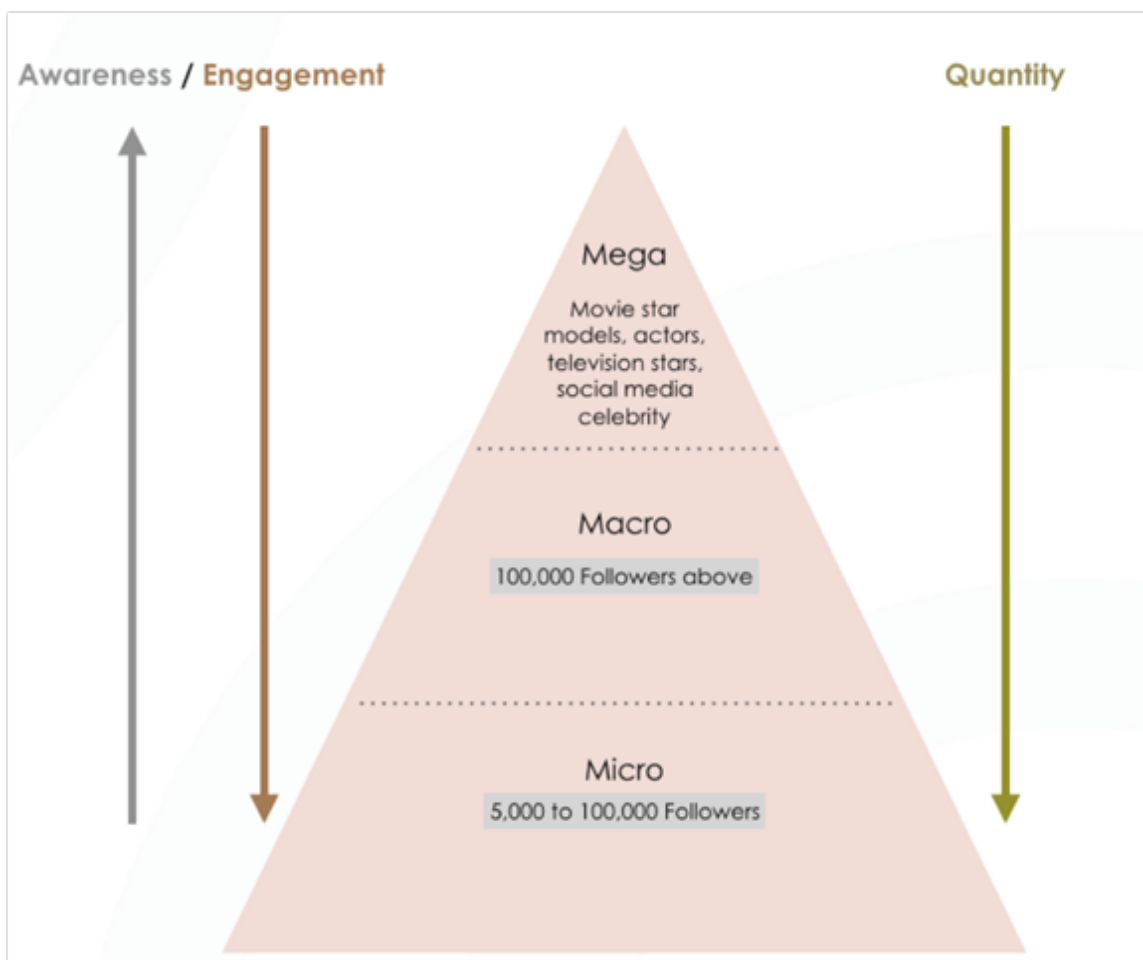 Awareness / Engagement
Quantity
Mega
Movie star
models, actors,
television stars,
social media
celebrity
Macro
100,000 Followers above
Micro
5,000 to 100,000 Followers